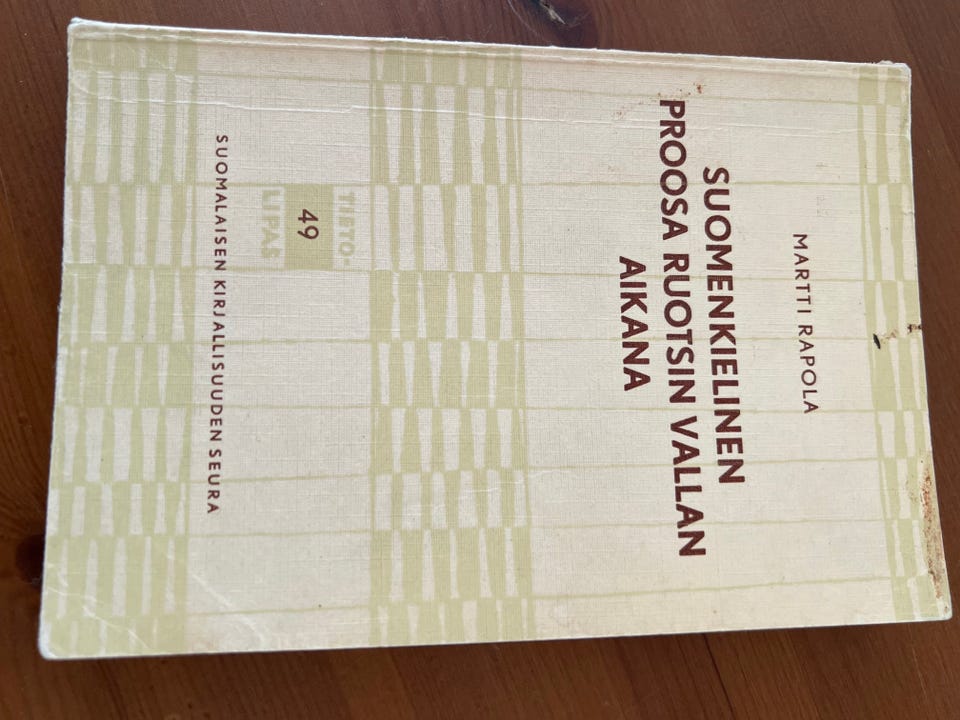 MARTTI RAPOLA
SUOMENKIELINEN
PROOSA RUOTSIN VALLAN
AIKANA
TIETO-
49
LIPAS
SUOMALAISEN KIRJALLISUUDEN SEURA